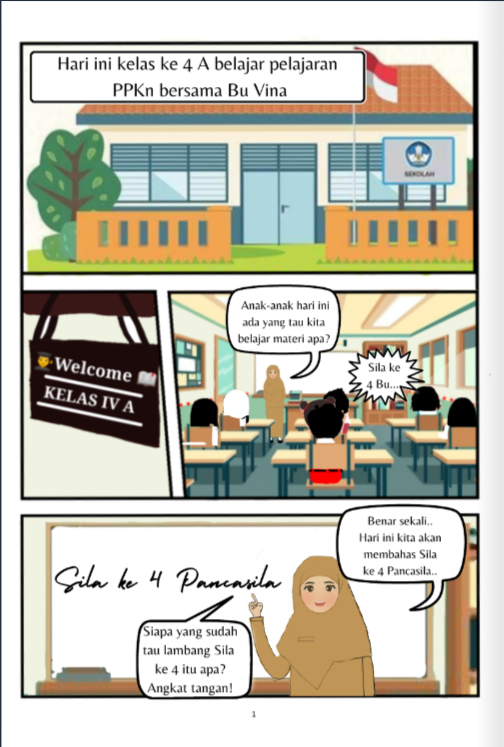 Hari ini kelas ke 4 A belajar pelajaran
PPKn bersama Bu Vina
SEKOLAH
Welcome
KELAS IV A
Anak-anak hari ini
ada yang tau kita
belajar materi apa?
Sila ke
4 Bu...
Benar sekali..
Hari ini kita akan
membahas Sila
ke 4 Pancasila..
Sila ke 4 Pancasila
Siapa yang sudah
tau lambang Sila
ke 4 itu apa?
Angkat tangan!
1